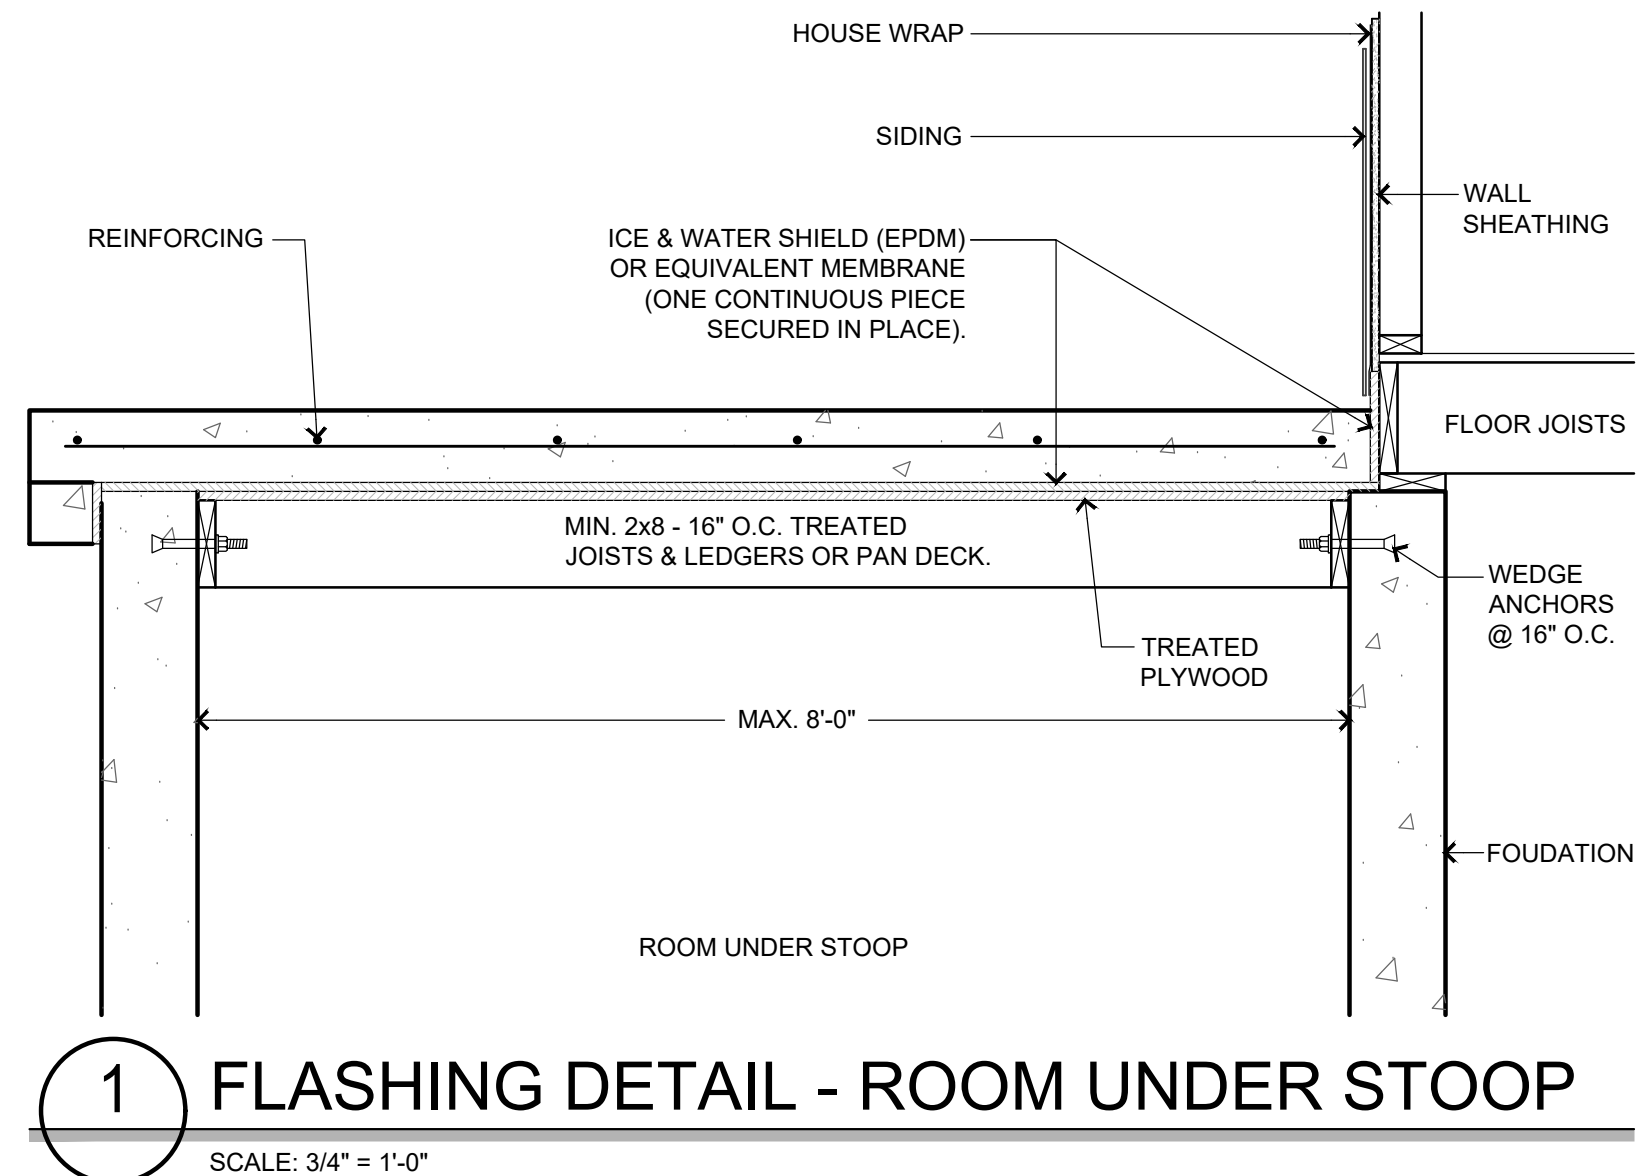 HOUSE WRAP
SIDING
WALL
SHEATHING
REINFORCING
ICE & WATER SHIELD (EPDM)
OR EQUIVALENT MEMBRANE
(ONE CONTINUOUS PIECE
SECURED IN PLACE).
FLOOR JOISTS
MIN. 2x8 - 16" O.C. TREATED
JOISTS & LEDGERS OR PAN DECK.
WEDGE
ANCHORS
@ 16" O.C.
TREATED
PLYWOOD
MAX. 8'-0"
FOUDATION
ROOM UNDER STOOP
1
FLASHING DETAIL - ROOM UNDER STOOP
SCALE: 3/4" = 1'-0"